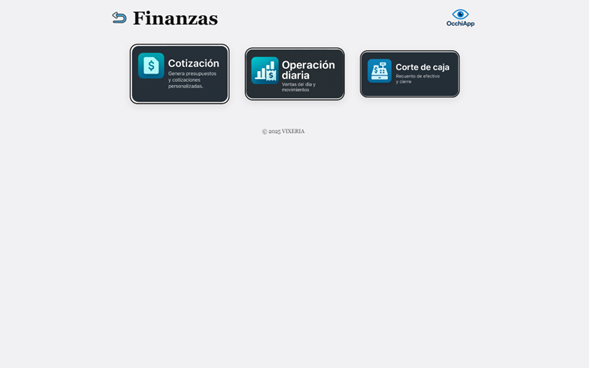 Finanzas
OcchiApp
Cotización
Genera presupuestos
y cotizaciones
personalizadas.
Operación
diaria
Ventas del día y
movimientos
Corte de caja
Recuento de efectivo
y cierre
© 2025 VIXERIA